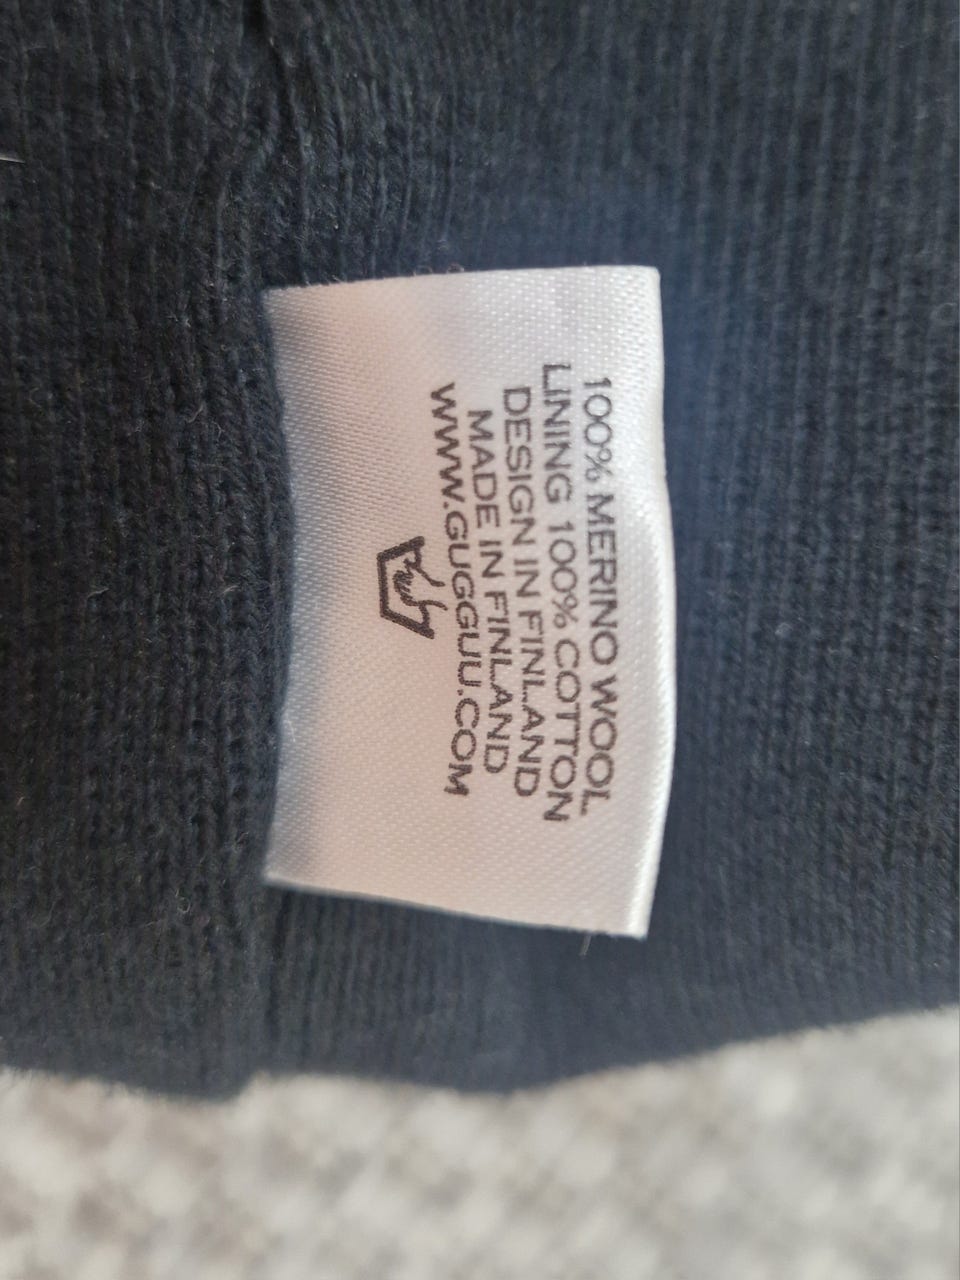 100% MERINO WOOL
LINING 100% COTTON
DESIGN IN FINLAND
MADE IN FINLAND
WWW.GUGGUU.COM